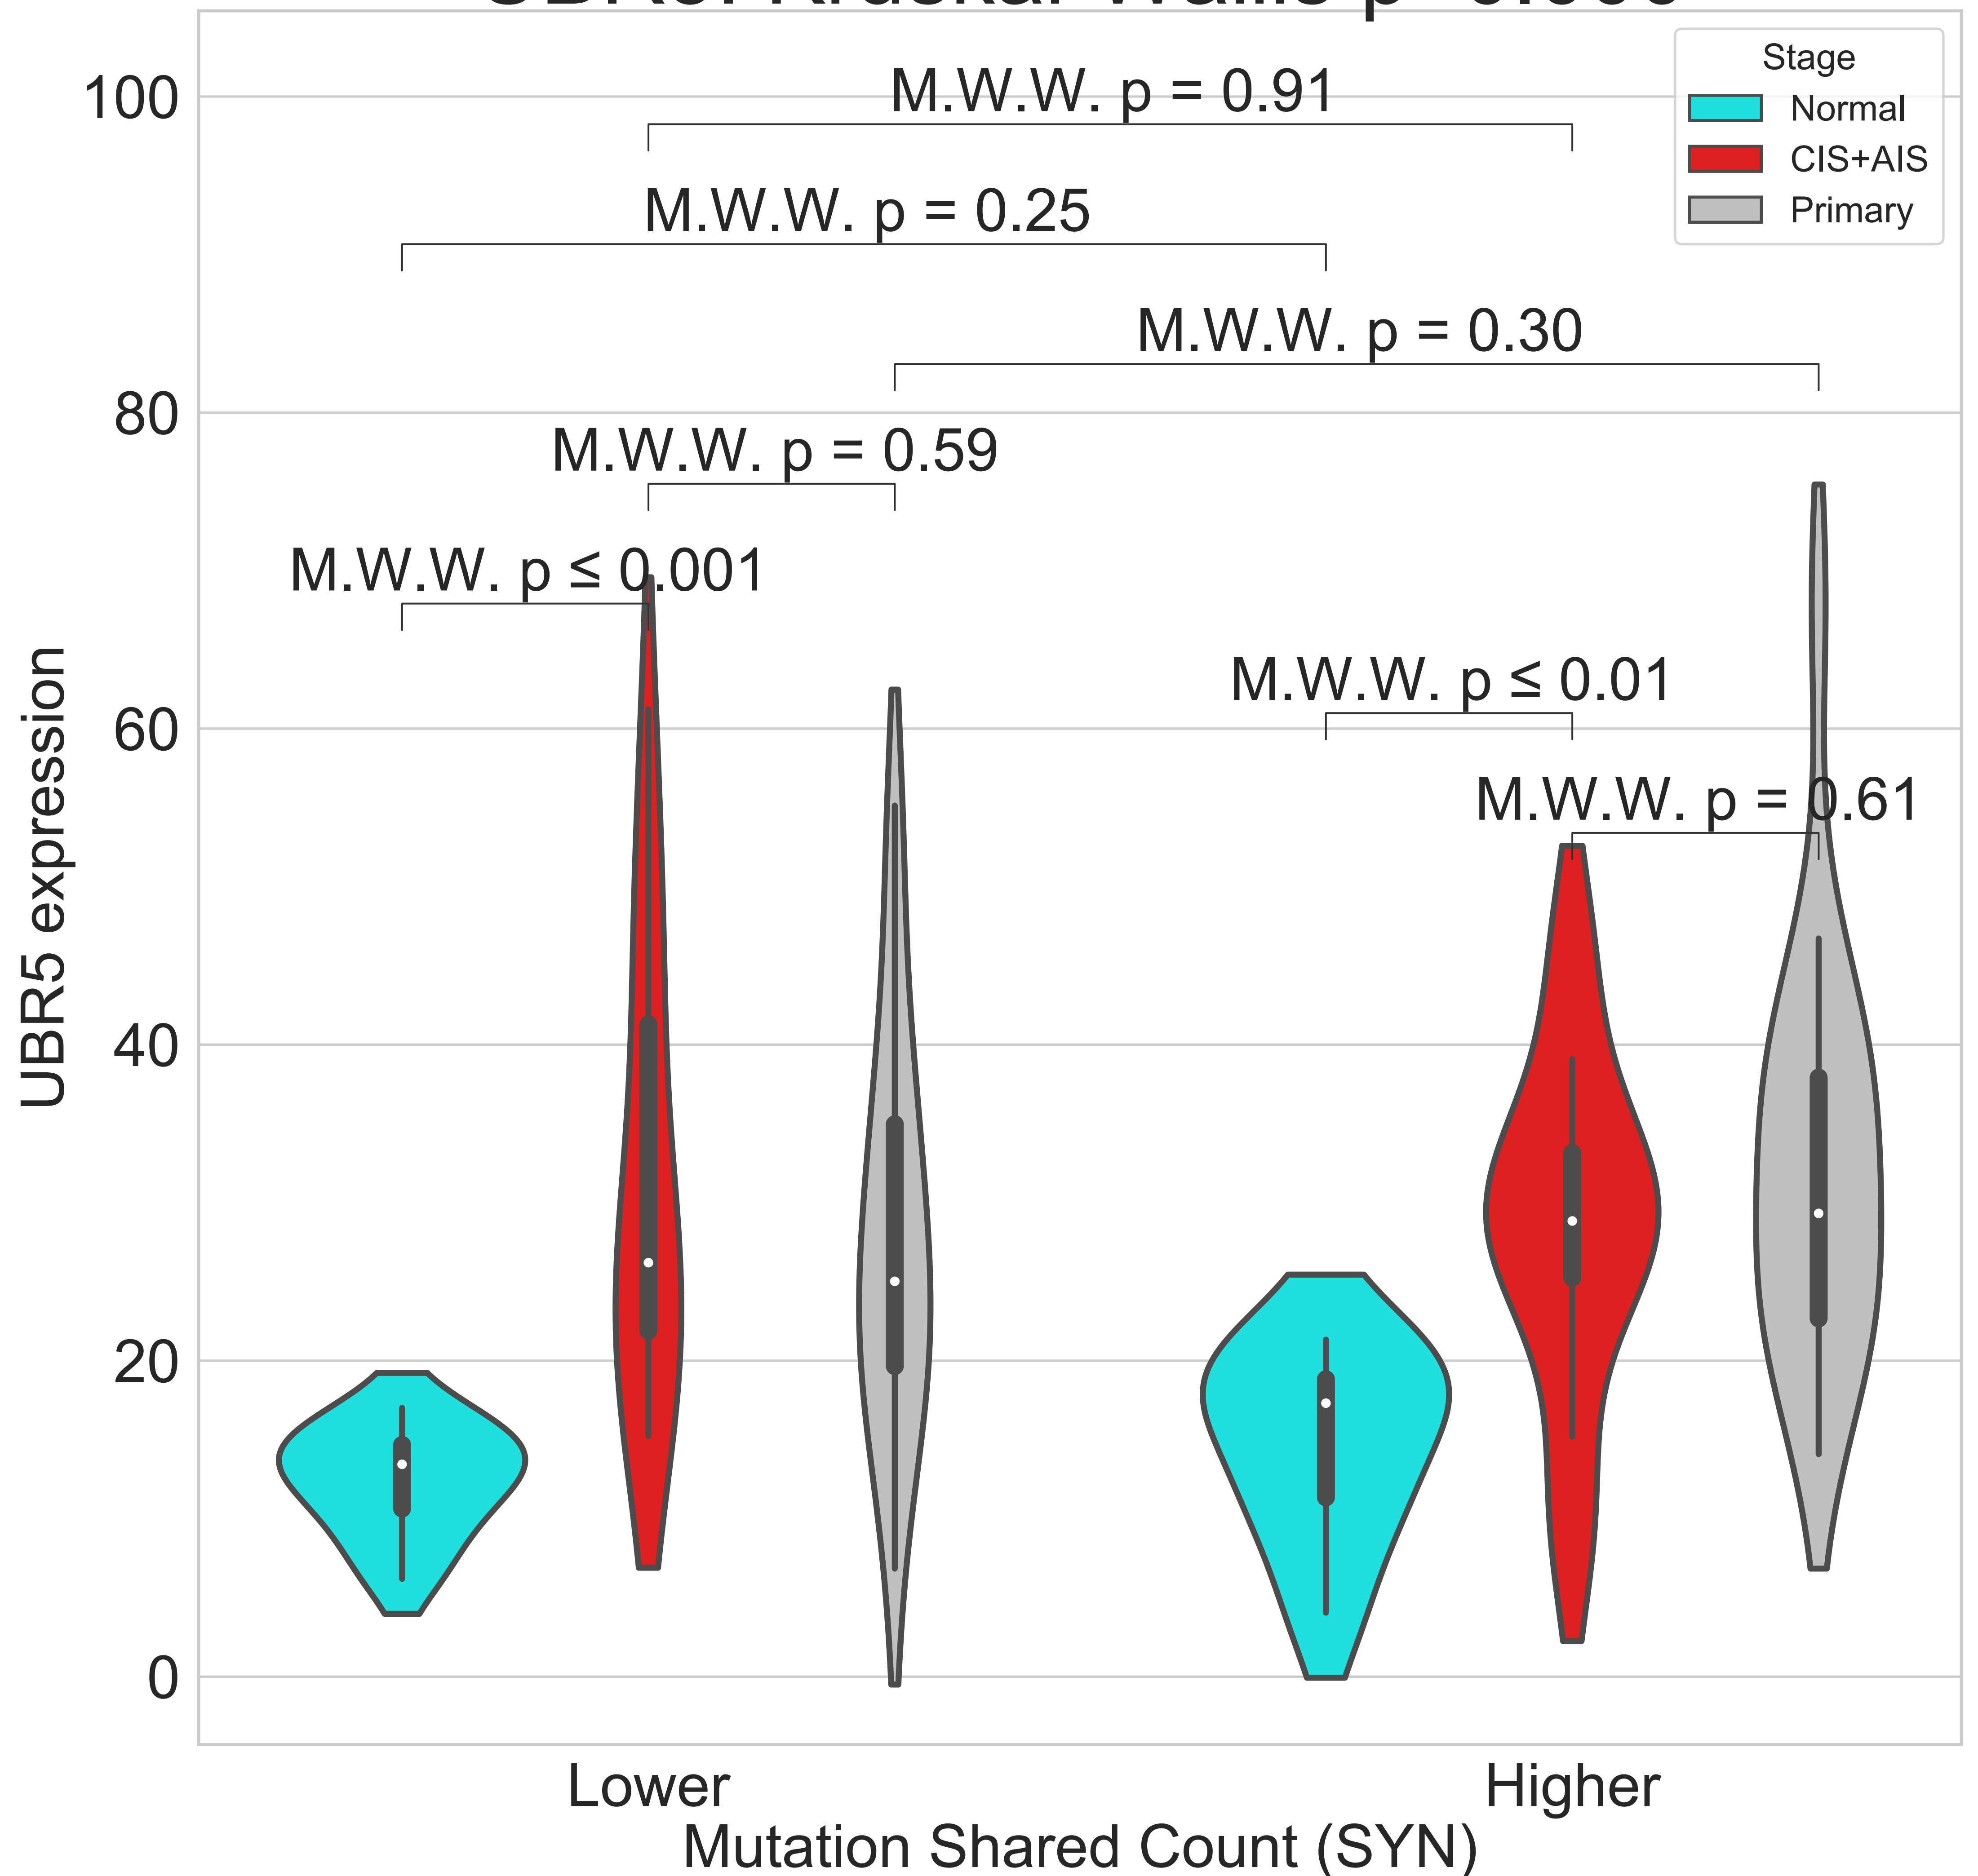 Stage
Normal
CIS+AIS
Primary
M.W.W. p = 0.91
M.W.W. p = 0.25
M.W.W. p = 0.30
M.W.W. p = 0.59
M.W.W. p ≤ 0.001
M.W.W. p ≤ 0.01
M.W.W. p = 0.61
100
80
60
40
20
0
UBR5 expression
Lower
Higher
Mutation Shared Count (SYN)